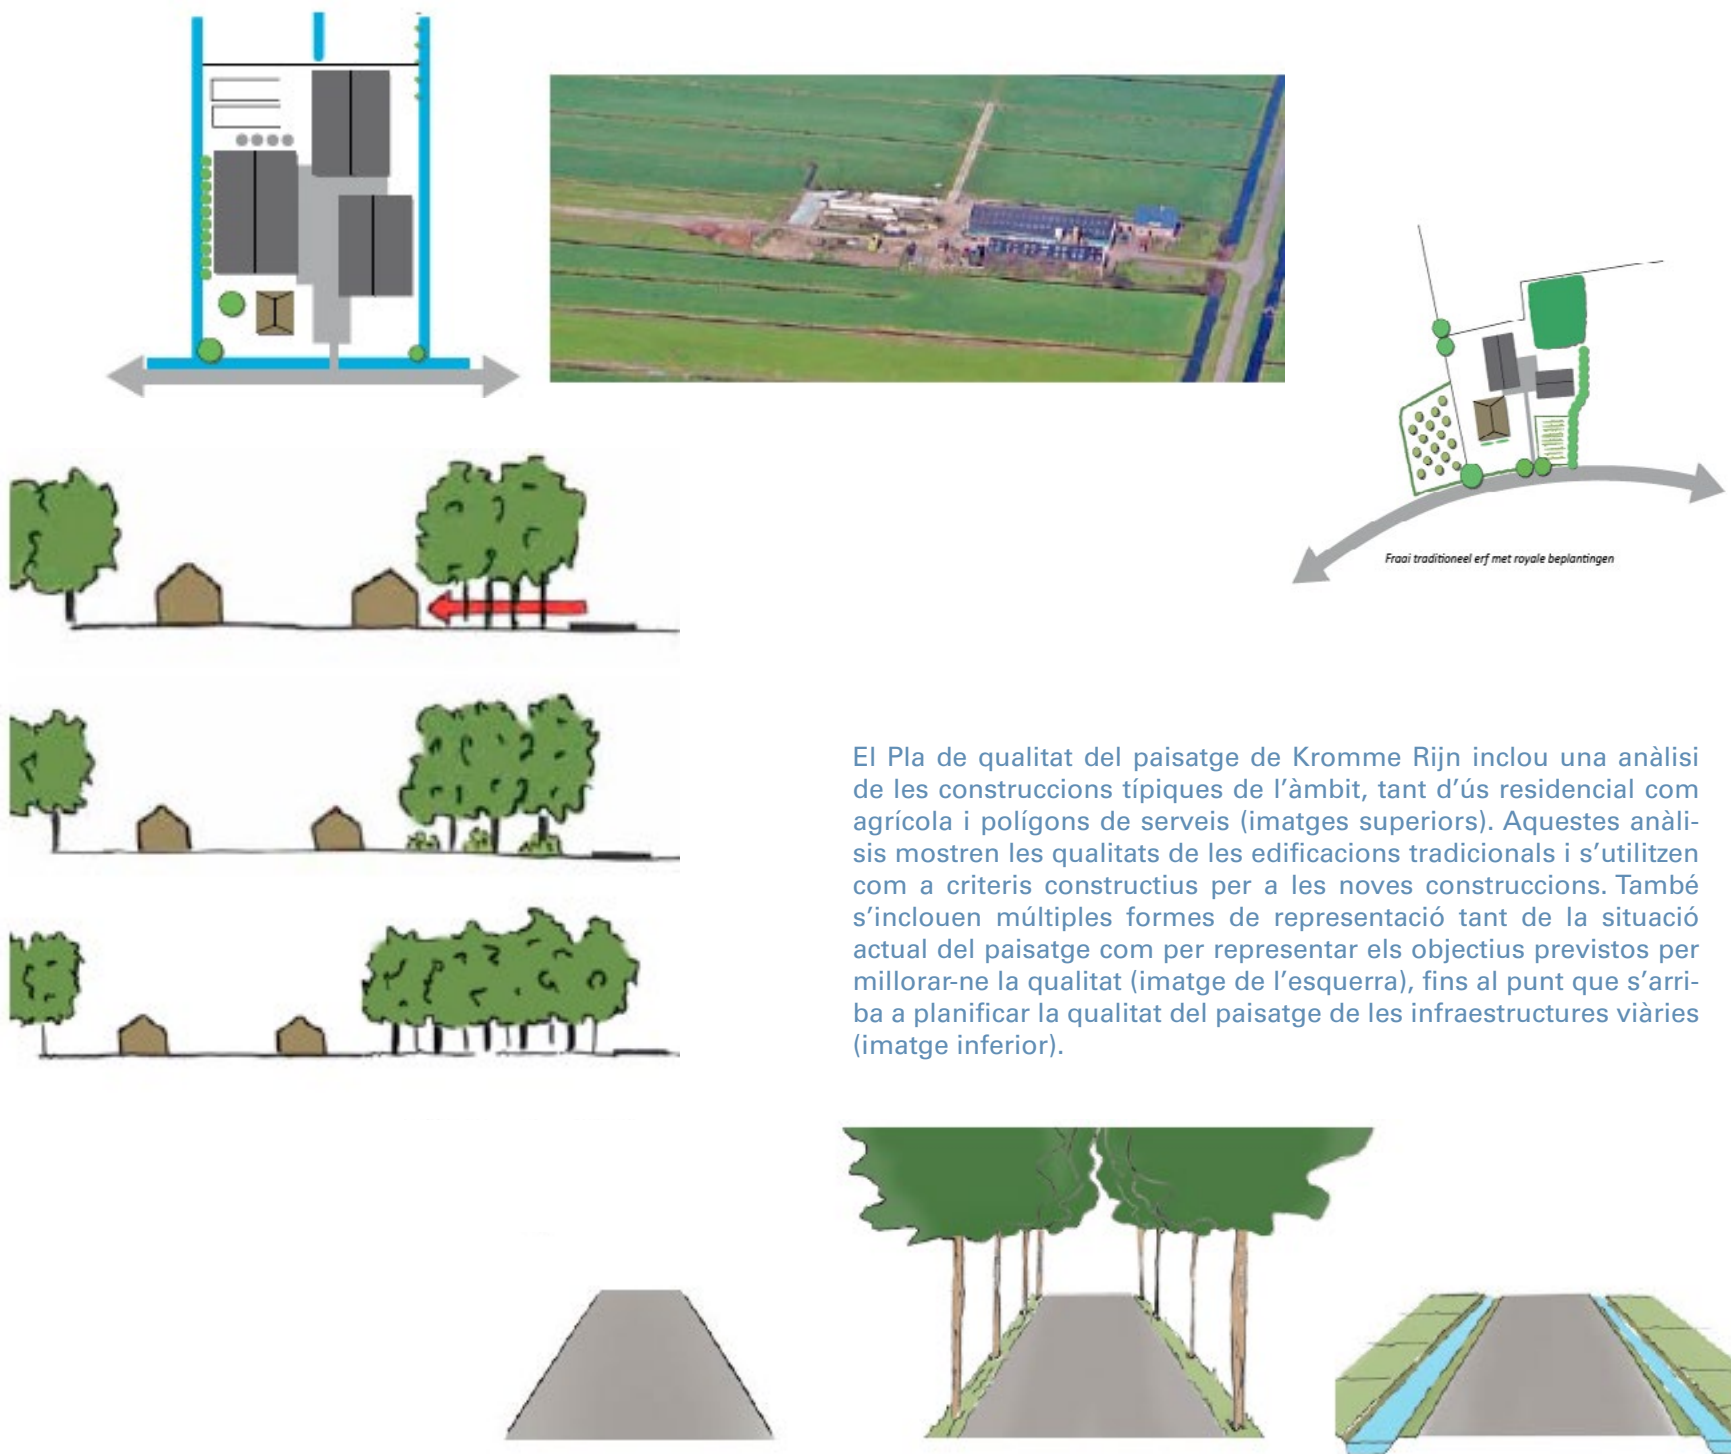 Fraai traditioneel erf met royale beplantingen
El Pla de qualitat del paisatge de Kromme Rijn inclou una anàlisi
de les construccions típiques de l’àmbit, tant d’ús residencial com
agrícola i polígons de serveis (imatges superiors). Aquestes anàli-
sis mostren les qualitats de les edificacions tradicionals i s’utilitzen
com a criteris constructius per a les noves construccions. També
s’inclouen múltiples formes de representació tant de la situació
actual del paisatge com per representar els objectius previstos per
millorar-ne la qualitat (imatge de l’esquerra), fins al punt que s’arri-
ba a planificar la qualitat del paisatge de les infraestructures viàries
(imatge inferior).